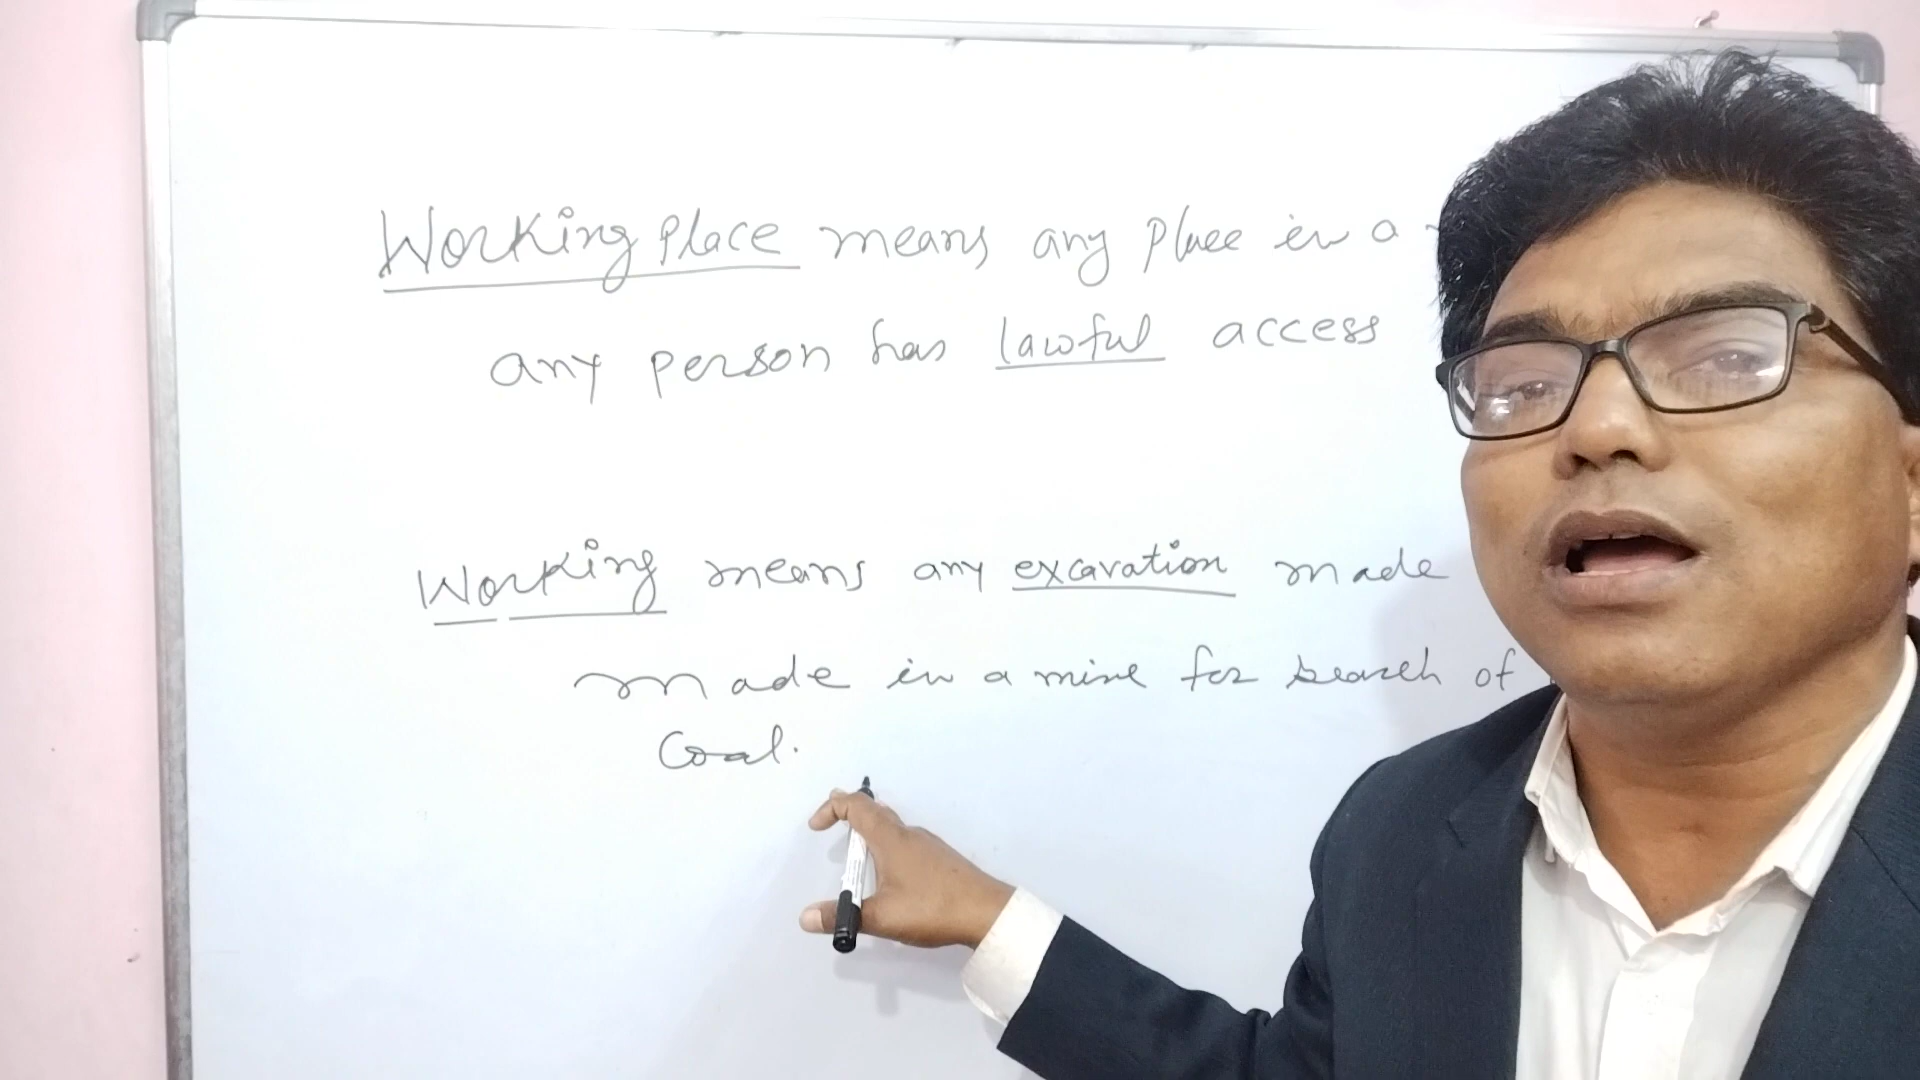 Working Place means any place in a
any person has lawful access
Working means any excavation made
made in a mine for search of
Coal.